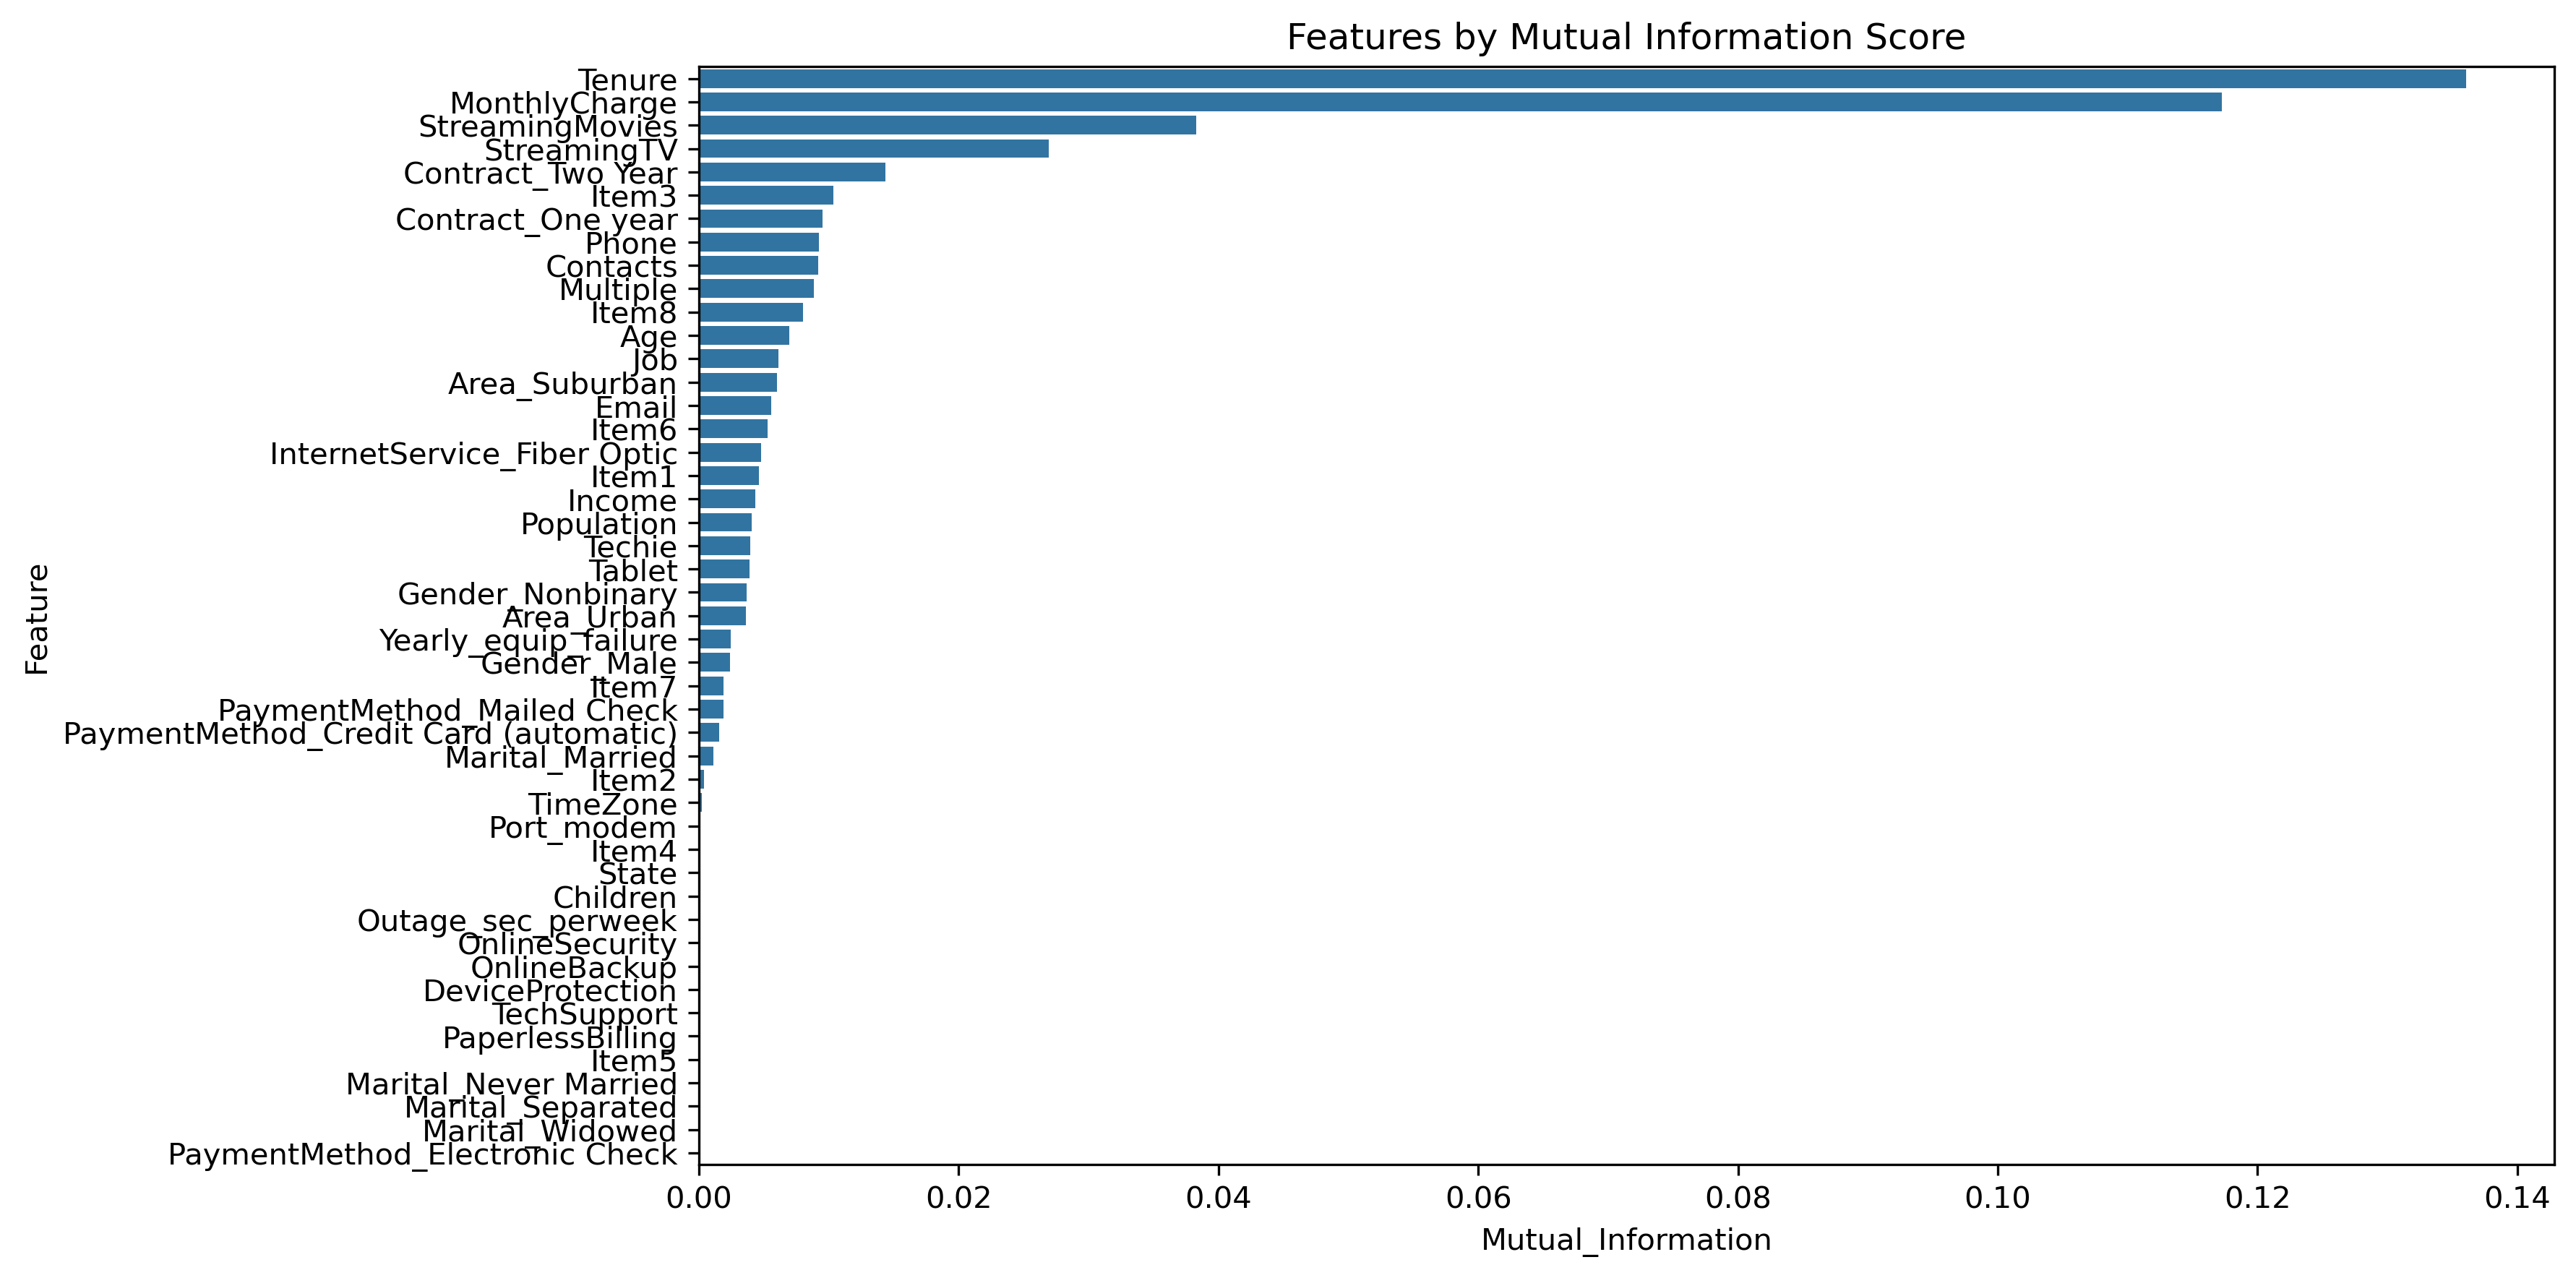 Features by Mutual Information Score
Tenure
MonthlyCharge
StreamingMovies
StreamingTV
Contract_Two Year
Item3
Contract_One year
Phone
Contacts
Multiple
Item8
Age
Job
Area_Suburban
Email
Item6
InternetService_Fiber Optic
Item1
Income
Population
Techie
Tablet
Gender_Nonbinary
Area_Urban
Yearly_equip_failure
Gender_Male
Item7
PaymentMethod_Mailed Check
PaymentMethod_Credit Card (automatic)
Marital_Married
Item2
TimeZone
Port_modem
Item4
State
Children
Outage_sec_perweek
OnlineSecurity
OnlineBackup
DeviceProtection
TechSupport
PaperlessBilling
Item5
Marital_Never Married
Marital_Separated
Marital_Widowed
PaymentMethod_Electronic Check
Feature
0.00 0.02 0.04 0.06 0.08 0.10 0.12 0.14
Mutual_Information